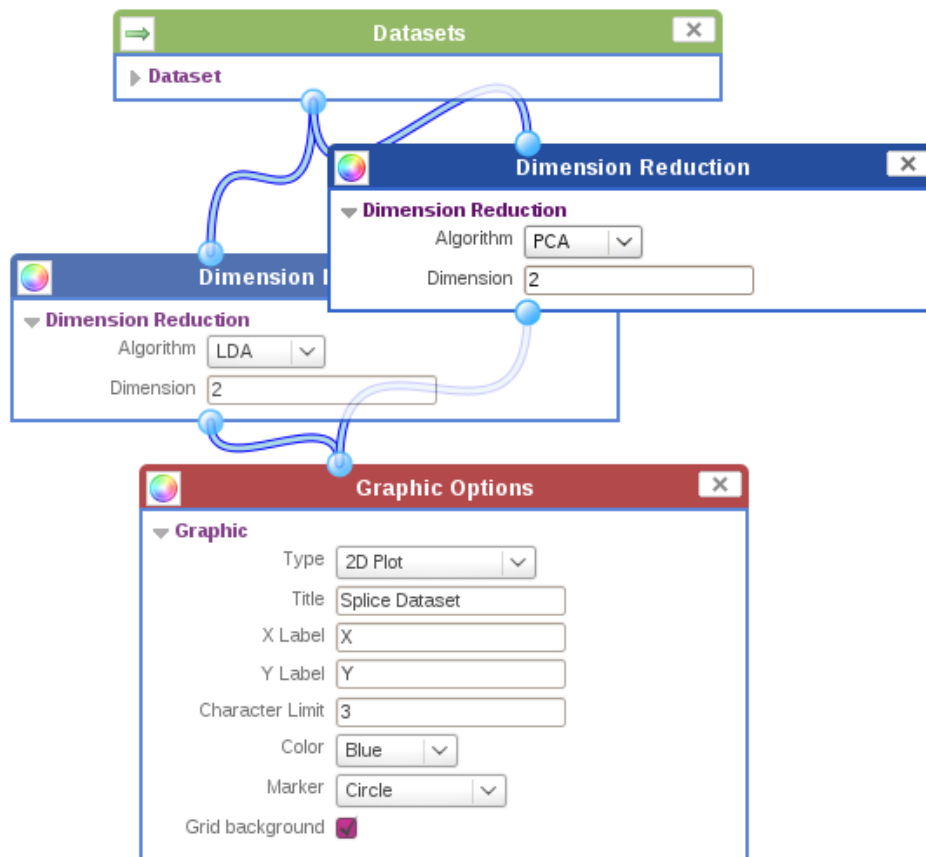 Datasets
Dataset
Dimension Reduction
Dimension Reduction
Algorithm PCA
Dimension 2
Dimension
Dimension Reduction
Algorithm LDA
Dimension 2
Graphic Options
Graphic
Type 2D Plot
Title Splice Dataset
X Label X
Y Label Y
Character Limit 3
Color Blue
Marker Circle
Grid background